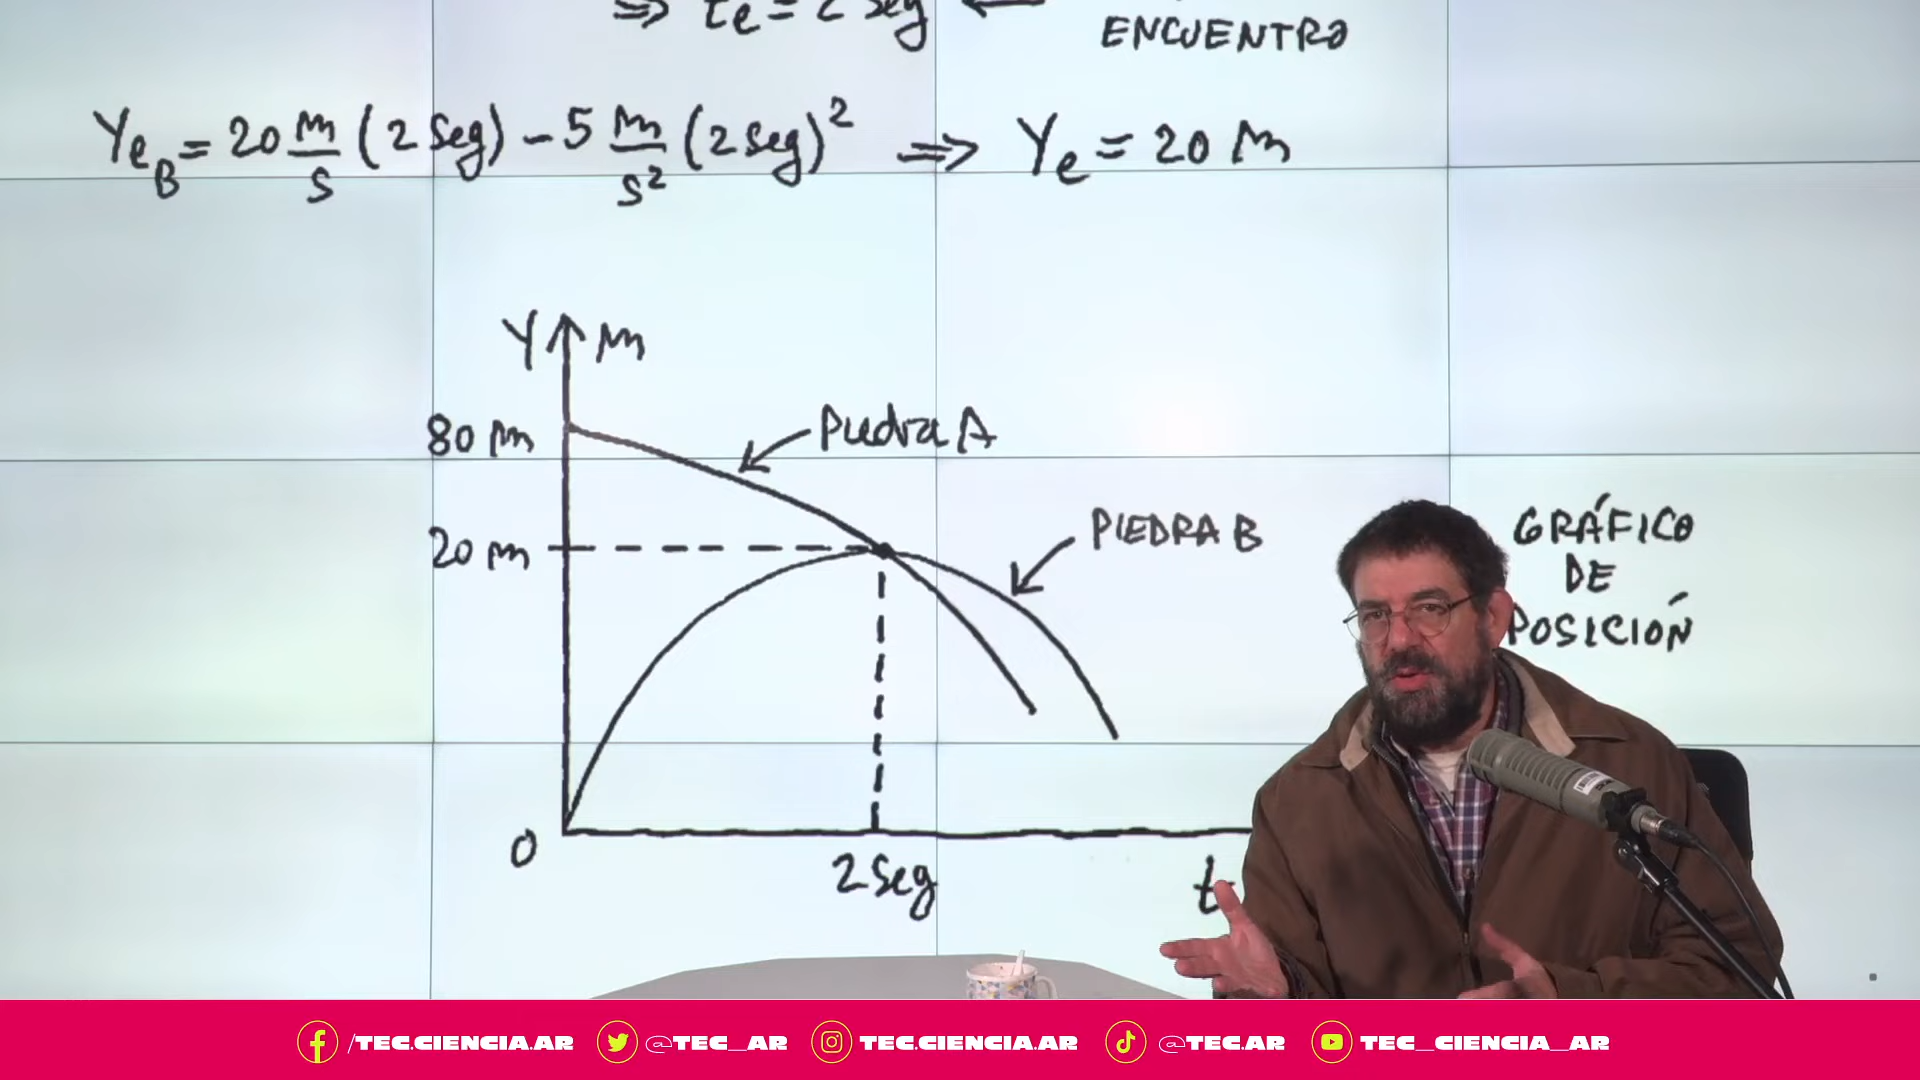 ⇒ te = 2 Seg ←
ENCUENTRO
YeB = 20 m/s (2 Seg) - 5 m/s² (2 Seg)² ⇒ Ye = 20 m
Y m
80 m
Piedra A
20 m
PIEDRA B
GRÁFICO
DE
POSICIÓN
0
2 Seg
t
/TEC.CIENCIA.AR @TEC_AR TEC.CIENCIA.AR @TEC.AR TEC_CIENCIA_AR